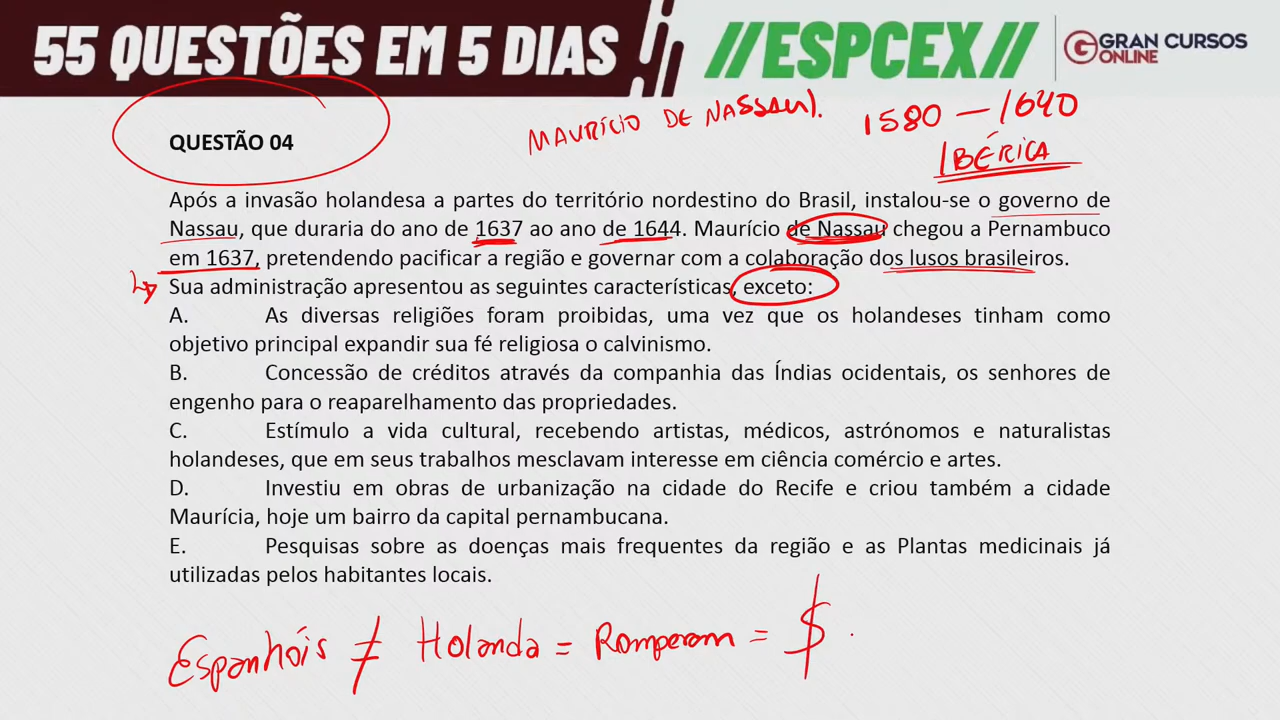 55 QUESTÕES EM 5 DIAS
//ESPCEX//
GRAN CURSOS
ONLINE
MAURÍCIO DE NASSAU).
1580 – 1640
IBÉRICA
QUESTÃO 04
Após a invasão holandesa a partes do território nordestino do Brasil, instalou-se o governo de
Nassau, que duraria do ano de 1637 ao ano de 1644. Maurício de Nassau chegou a Pernambuco
em 1637, pretendendo pacificar a região e governar com a colaboração dos lusos brasileiros.
Sua administração apresentou as seguintes características, exceto:
A. As diversas religiões foram proibidas, uma vez que os holandeses tinham como
objetivo principal expandir sua fé religiosa o calvinismo.
B. Concessão de créditos através da companhia das Índias ocidentais, os senhores de
engenho para o reaparelhamento das propriedades.
C. Estímulo a vida cultural, recebendo artistas, médicos, astrónomos e naturalistas
holandeses, que em seus trabalhos mesclavam interesse em ciência comércio e artes.
D. Investiu em obras de urbanização na cidade do Recife e criou também a cidade
Maurícia, hoje um bairro da capital pernambucana.
E. Pesquisas sobre as doenças mais frequentes da região e as Plantas medicinais já
utilizadas pelos habitantes locais.
Espanhóis ≠ Holanda = Romperam = $.